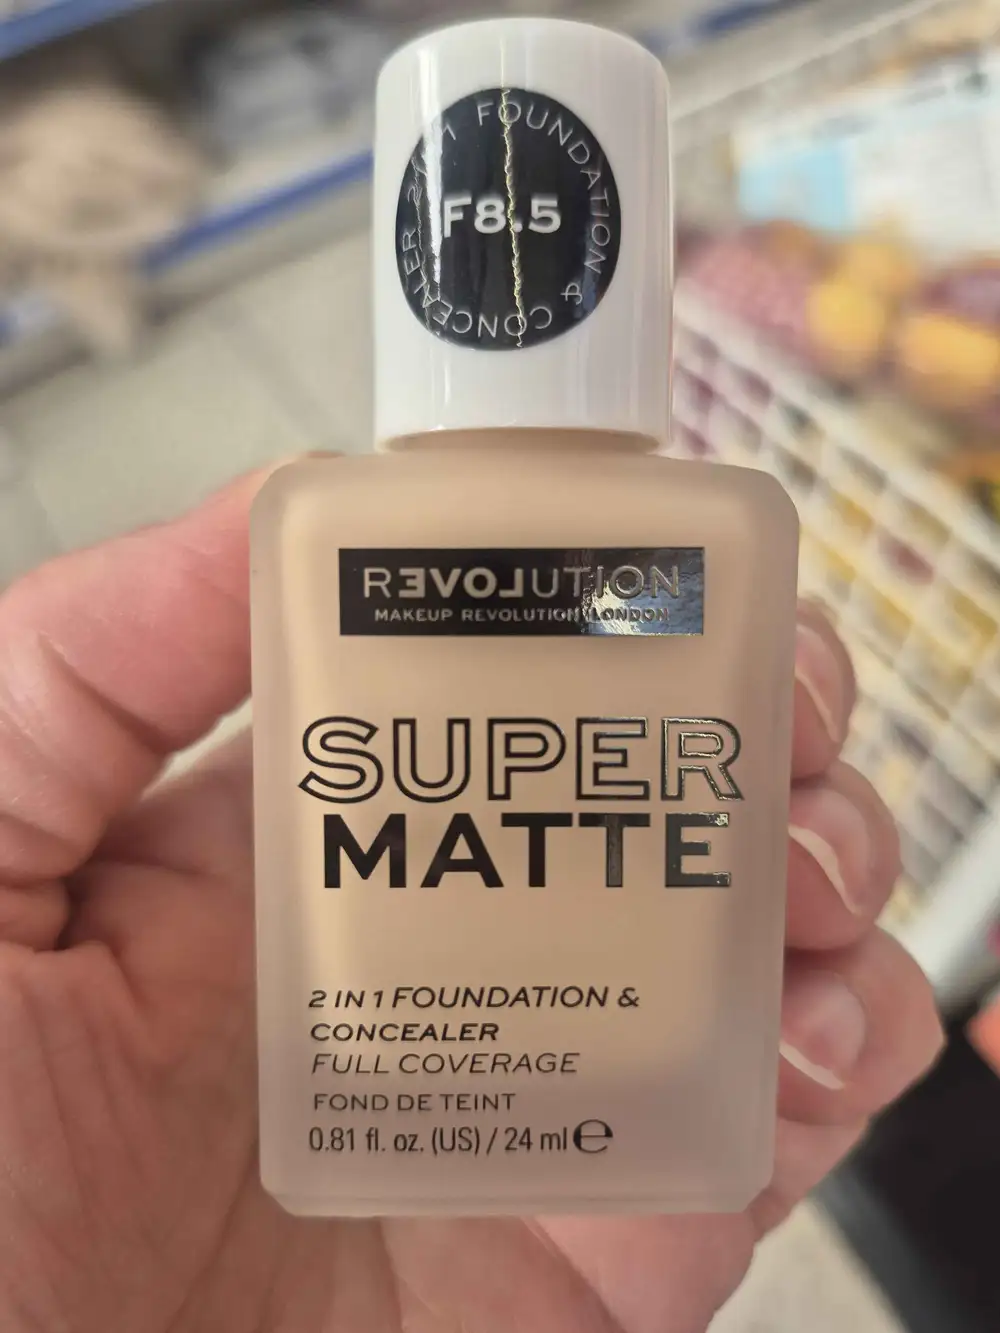 2 IN 1 FOUNDATION & CONCEALER
F8.5
REVOLUTION
MAKEUP REVOLUTION LONDON
SUPER
MATTE
2 IN 1 FOUNDATION &
CONCEALER
FULL COVERAGE
FOND DE TEINT
0.81 fl. oz. (US) / 24 ml ℮